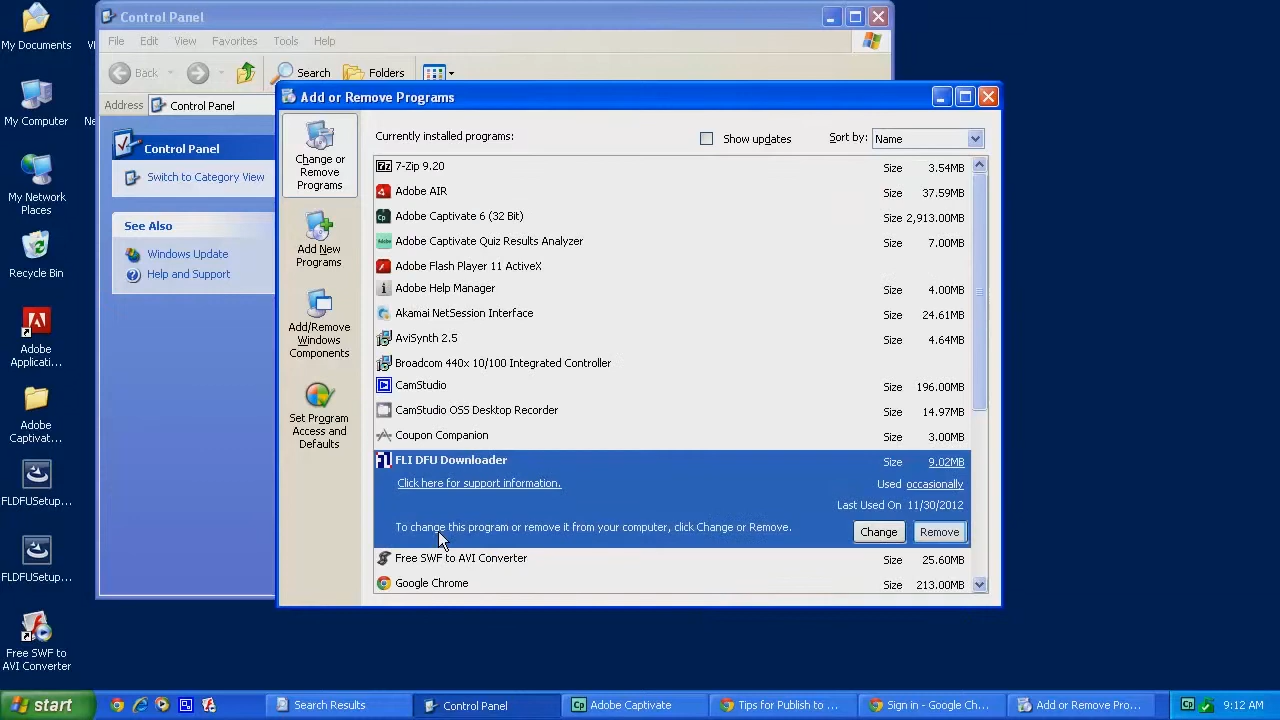 Control Panel
File Edit View Favorites Tools Help
Back Search Folders
Address Control Panel
Control Panel
Switch to Category View
See Also
Windows Update
Help and Support
Add or Remove Programs
Change or
Remove
Programs
Add New
Programs
Add/Remove
Windows
Components
Set Program
Access and
Defaults
Currently installed programs: Show updates Sort by: Name
7-Zip 9.20 Size 3.54MB
Adobe AIR Size 37.59MB
Adobe Captivate 6 (32 Bit) Size 2,913.00MB
Adobe Captivate Quiz Results Analyzer Size 7.00MB
Adobe Flash Player 11 ActiveX
Adobe Help Manager Size 4.00MB
Akamai NetSession Interface Size 24.61MB
AviSynth 2.5 Size 4.64MB
Broadcom 440x 10/100 Integrated Controller
CamStudio Size 196.00MB
CamStudio OSS Desktop Recorder Size 14.97MB
Coupon Companion Size 3.00MB
FLI DFU Downloader Size 9.02MB
Click here for support information. Used occasionally
Last Used On 11/30/2012
To change this program or remove it from your computer, click Change or Remove. Change Remove
Free SWF to AVI Converter Size 25.60MB
Google Chrome Size 213.00MB
My Documents
My Computer
My Network
Places
Recycle Bin
Adobe
Applicati...
Adobe
Captivat...
FLDFUSetup...
FLDFUSetup...
Free SWF to
AVI Converter
start Search Results Control Panel Adobe Captivate Tips for Publish to ... Sign in - Google Ch... Add or Remove Pro... 9:12 AM